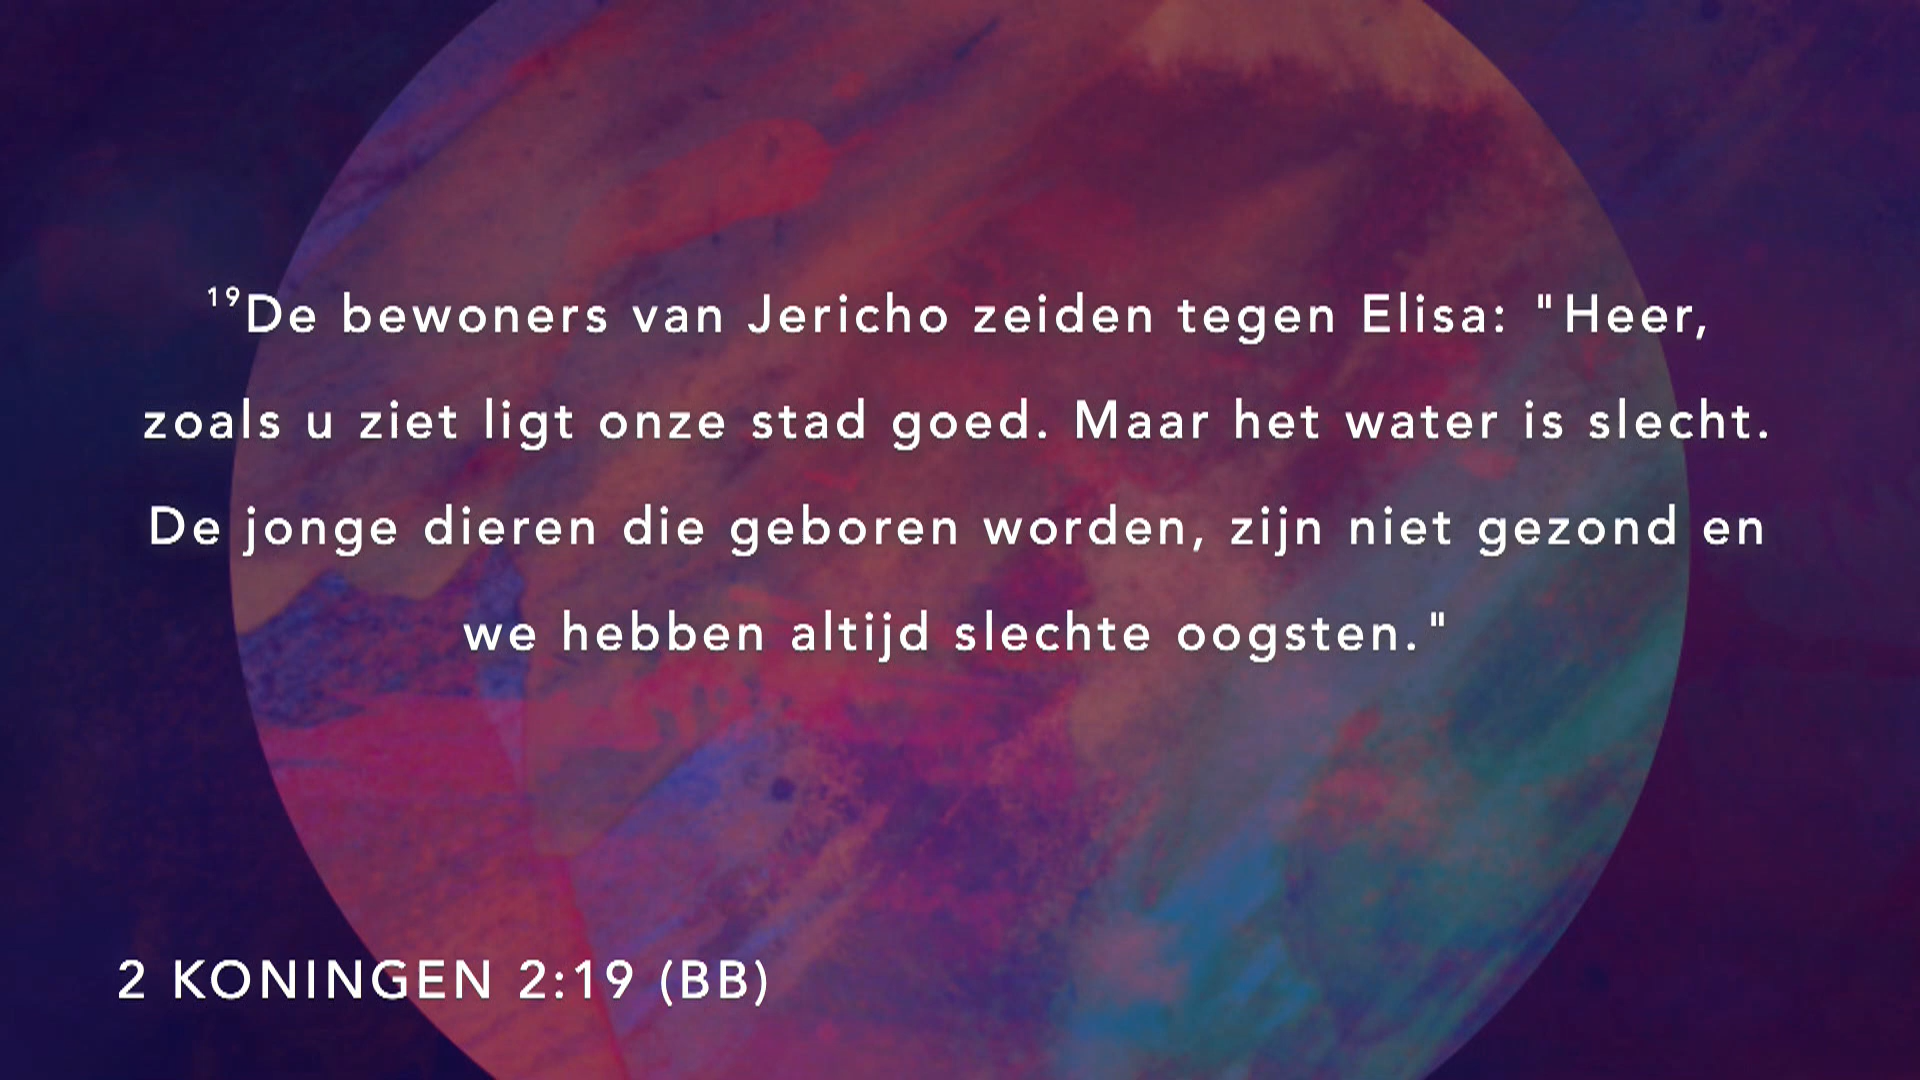 ¹⁹De bewoners van Jericho zeiden tegen Elisa: "Heer,
zoals u ziet ligt onze stad goed. Maar het water is slecht.
De jonge dieren die geboren worden, zijn niet gezond en
we hebben altijd slechte oogsten."
2 KONINGEN 2:19 (BB)